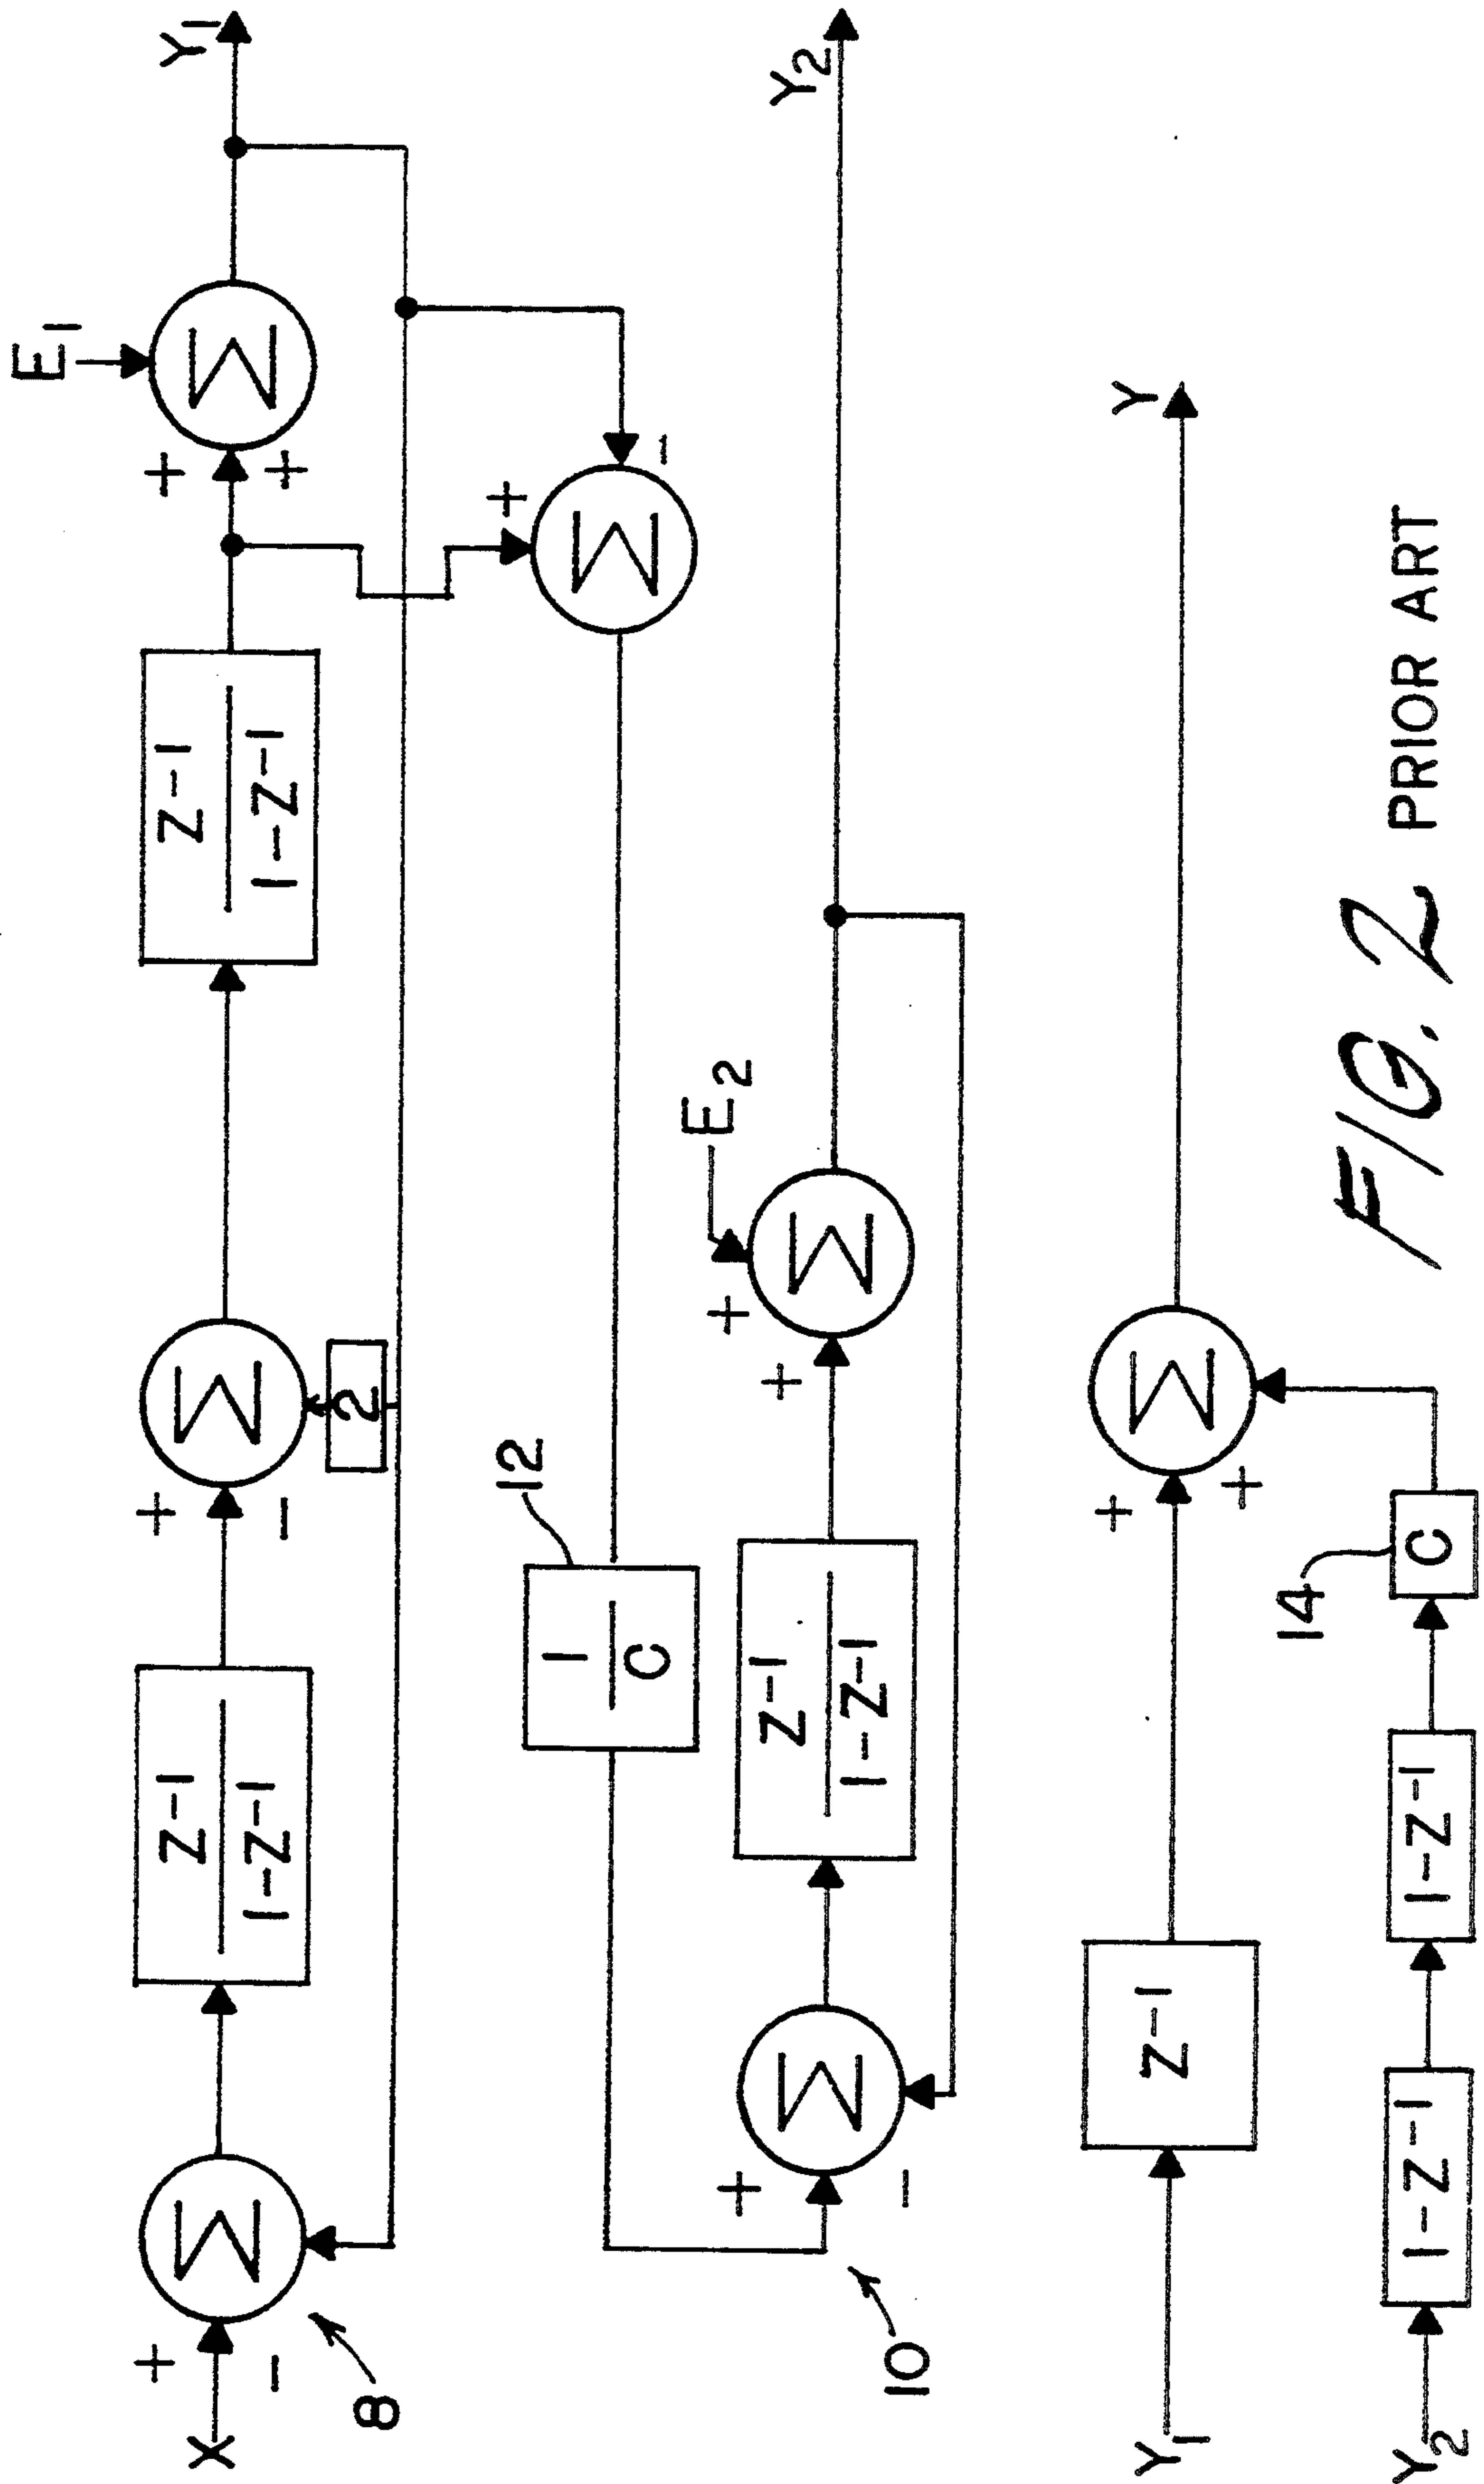 E1
+ + - + - + Y1
X Σ Z-1 Σ Z-1 Σ
1-Z-1 1-Z-1
- 2 +
8
12 + -
1 Σ
C
E2
+ + Y2
+ Z-1 Σ
Σ 1-Z-1
-
10
+ Y
Y1 Z-1 Σ
+
14
Y2 1-Z-1 1-Z-1 C
FIG. 2 PRIOR ART